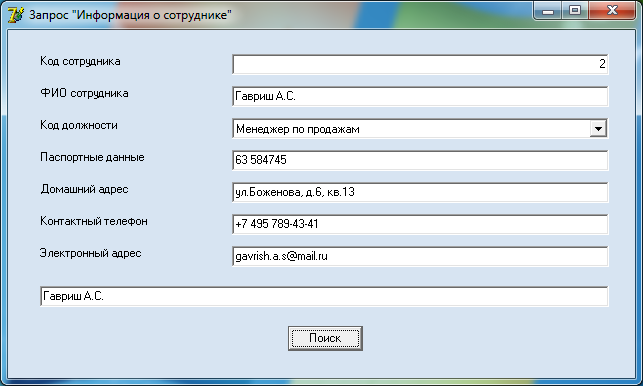 Запрос "Информация о сотруднике"
Код сотрудника 2
ФИО сотрудника Гавриш А.С.
Код должности Менеджер по продажам
Паспортные данные 63 584745
Домашний адрес ул.Боженова, д.6, кв.13
Контактный телефон +7 495 789-43-41
Электронный адрес gavrish.a.s@mail.ru
Гавриш А.С.
Поиск